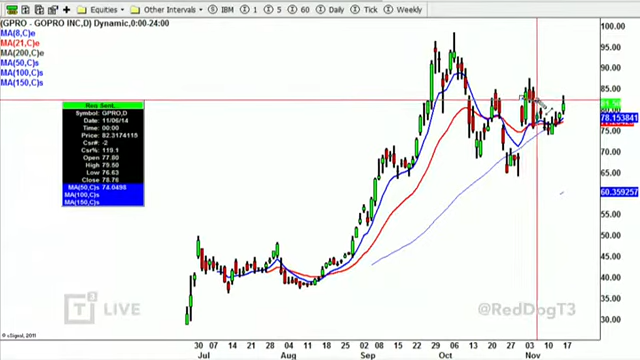 Equities Other Intervals IBM 1 5 60 Daily Tick Weekly
(GPRO - GOPRO INC,D) Dynamic,0:00-24:00
MA(8,C)e
MA(21,C)e
MA(200,C)e
MA(50,C)s
MA(100,C)s
MA(150,C)s
Symbol: GPRO,D
Date: 11/06/14
Time: 00:00
Price: 82.3174115
Csr#: -2
Csr%: 119.1
Open 77.80
High 79.50
Low 76.63
Close 78.76
MA(50,C)s 74.0498
MA(100,C)s
MA(150,C)s
100.00
95.00
90.00
85.00
78.153841
75.00
70.00
65.00
60.359257
55.00
50.00
45.00
40.00
35.00
30.00
T3 LIVE
@RedDogT3
© eSignal, 2011
30 07 14 21 28 04 11 18 25 02 08 15 22 29 06 13 20 27 03 10 17
Jul Aug Sep Oct Nov